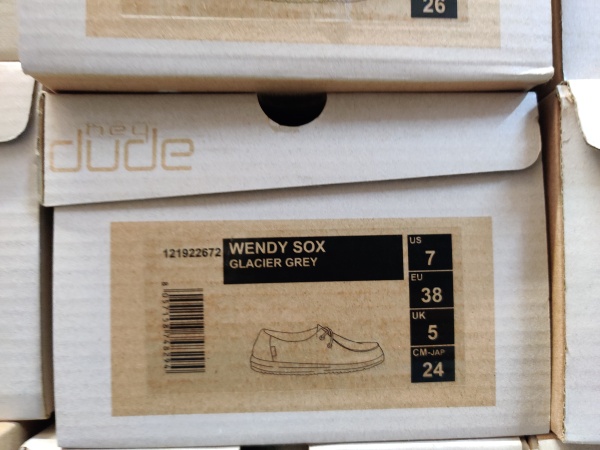 26
hey
dude
121922672
WENDY SOX
GLACIER GREY
US
7
EU
38
UK
5
CM-JAP
24